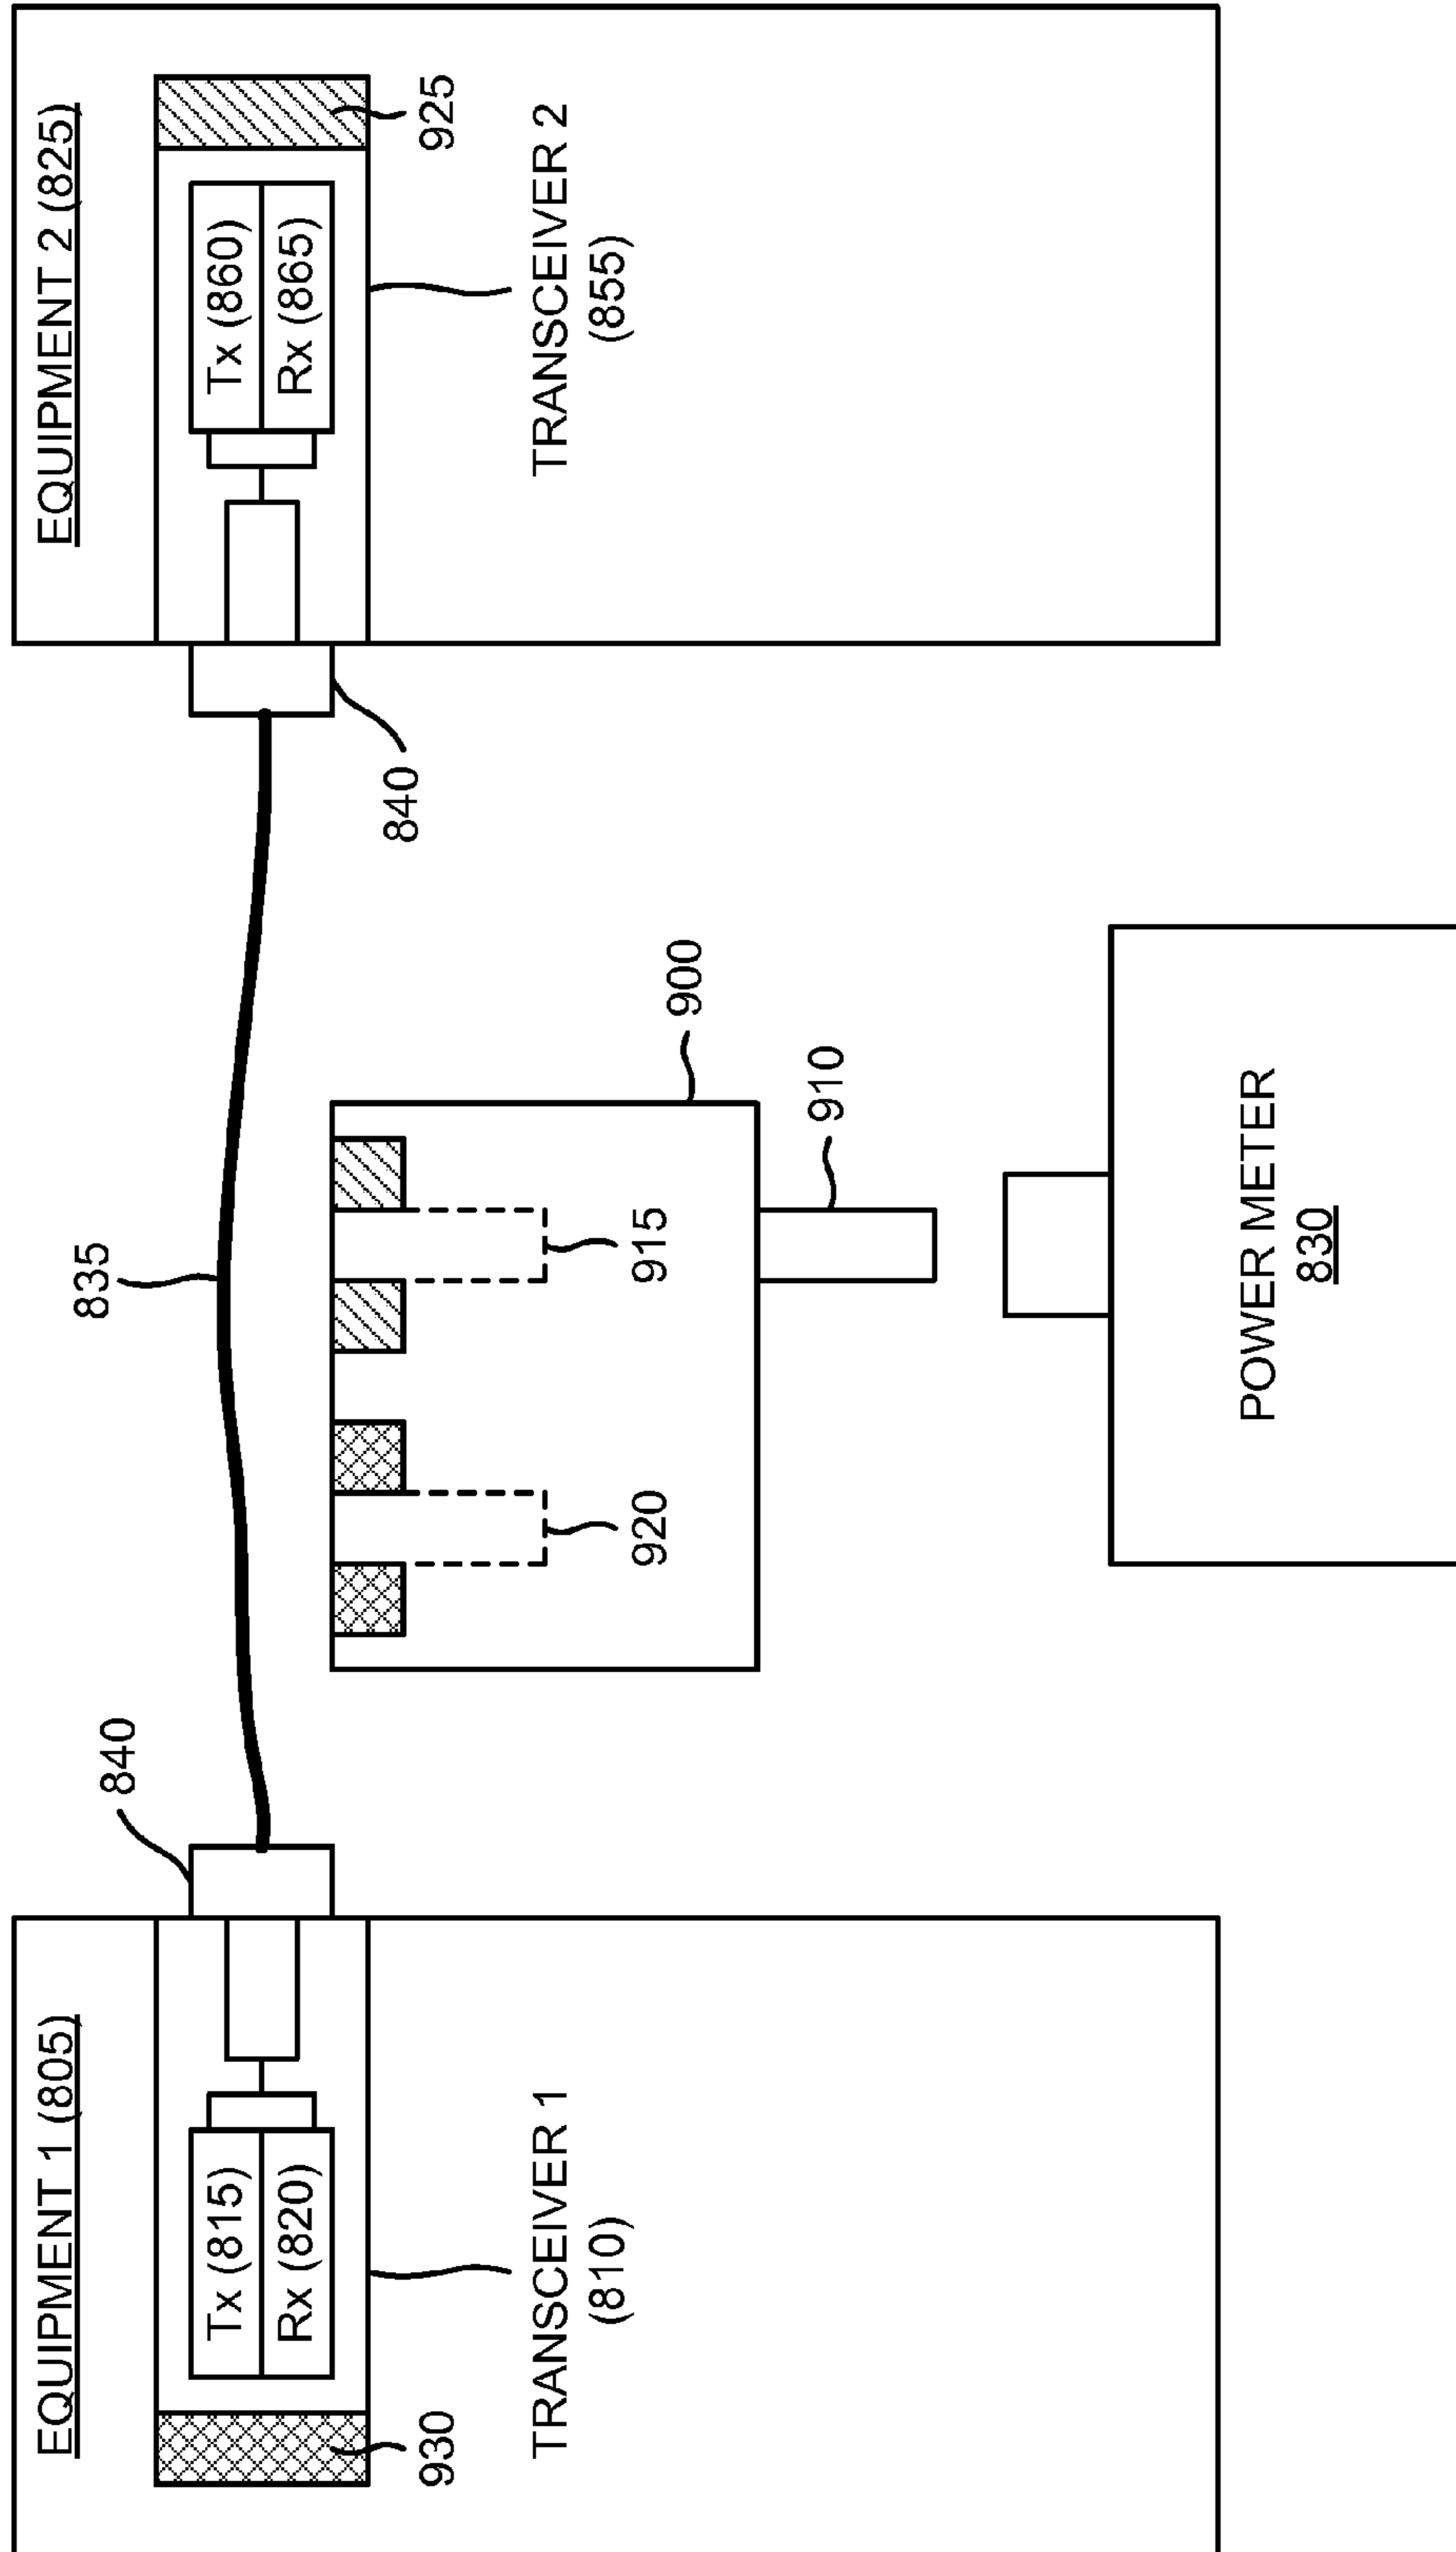 EQUIPMENT 1 (805)
Tx (815)
Rx (820)
930
TRANSCEIVER 1
(810)
840
835
920
915
900
910
POWER METER
830
840
EQUIPMENT 2 (825)
Tx (860)
Rx (865)
925
TRANSCEIVER 2
(855)